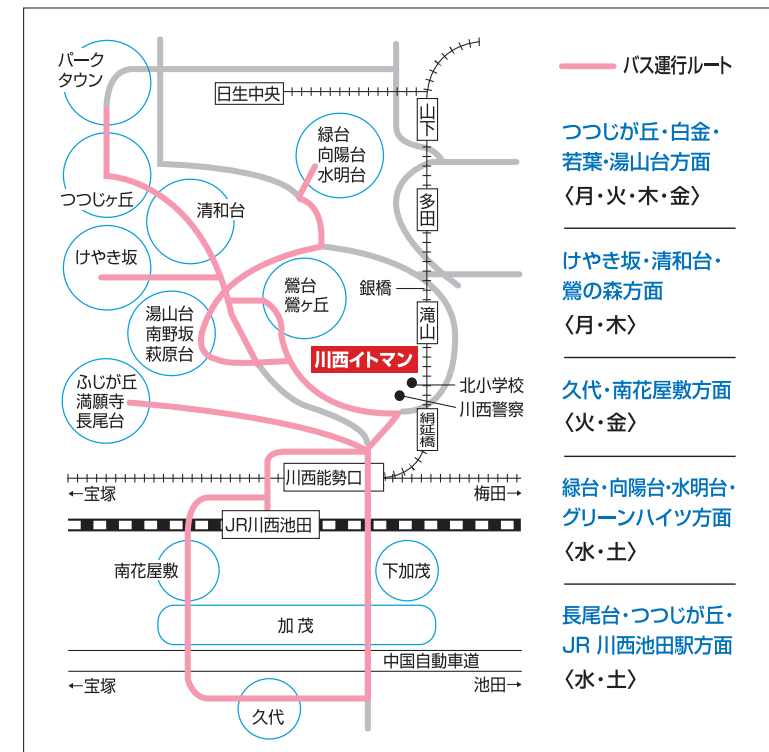 パーク
タウン
日生中央
山下
緑台
向陽台
水明台
つつじヶ丘
清和台
多田
けやき坂
鶯台
鶯ヶ丘
銀橋
湯山台
南野坂
萩原台
滝山
川西イトマン
ふじが丘
満願寺
長尾台
北小学校
川西警察
絹延橋
川西能勢口
←宝塚
梅田→
JR川西池田
南花屋敷
下加茂
加茂
中国自動車道
←宝塚
池田→
久代
バス運行ルート
つつじが丘・白金・
若葉・湯山台方面
〈月・火・木・金〉
けやき坂・清和台・
鶯の森方面
〈月・木〉
久代・南花屋敷方面
〈火・金〉
緑台・向陽台・水明台・
グリーンハイツ方面
〈水・土〉
長尾台・つつじが丘・
JR 川西池田駅方面
〈水・土〉